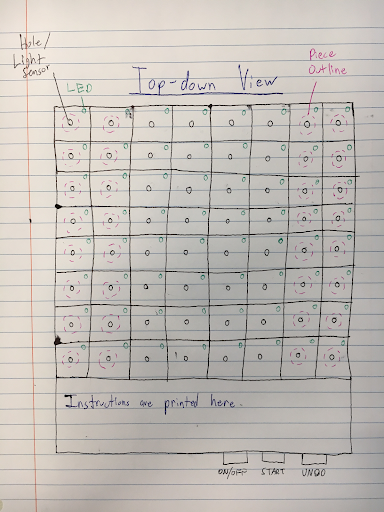 Hole/
Light
Sensor
LED
Top-down View
Piece
Outline
Instructions are printed here.
ON/OFF START UNDO